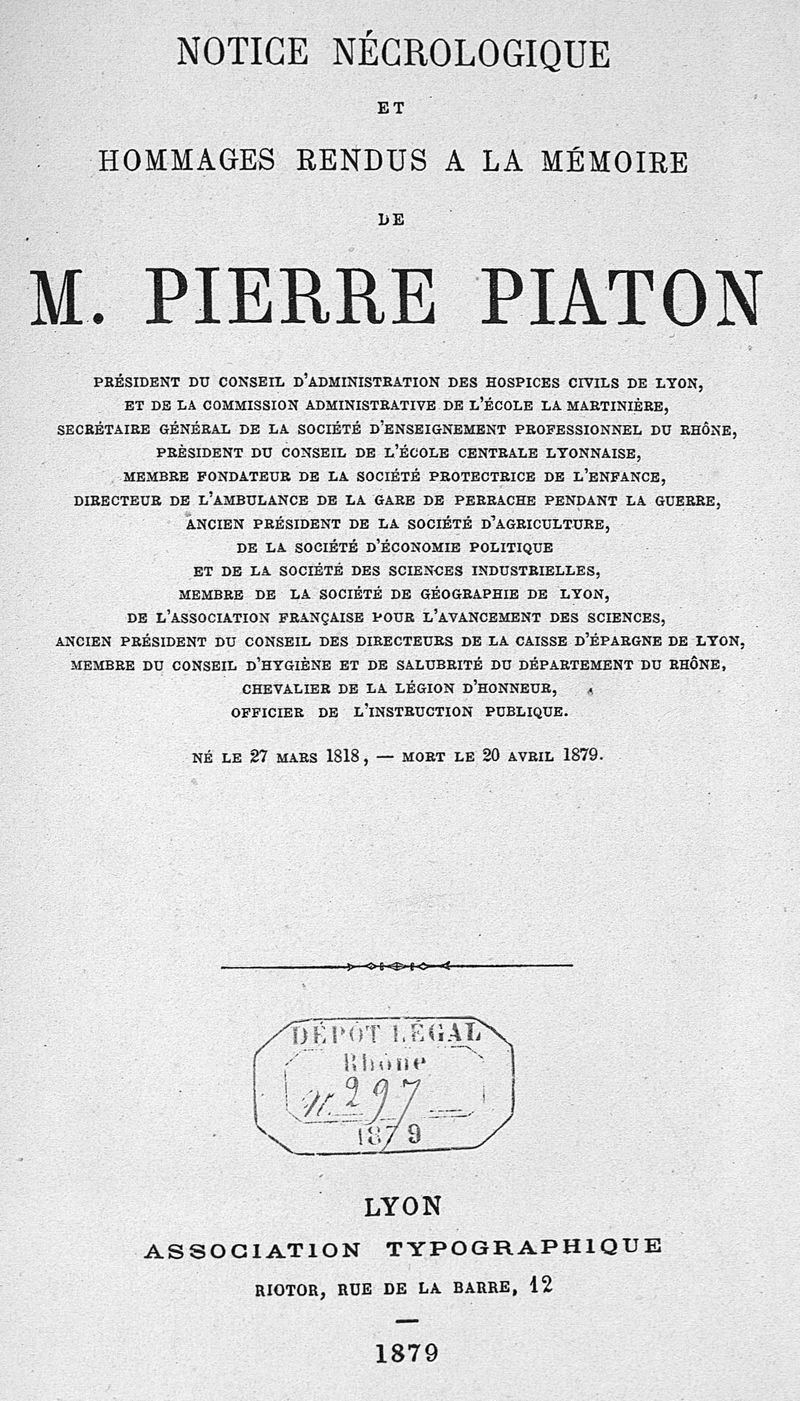 NOTICE NÉCROLOGIQUE
ET
HOMMAGES RENDUS A LA MÉMOIRE
DE
M. PIERRE PIATON
PRÉSIDENT DU CONSEIL D'ADMINISTRATION DES HOSPICES CIVILS DE LYON,
ET DE LA COMMISSION ADMINISTRATIVE DE L'ÉCOLE LA MARTINIÈRE,
SECRÉTAIRE GÉNÉRAL DE LA SOCIÉTÉ D'ENSEIGNEMENT PROFESSIONNEL DU RHÔNE,
PRÉSIDENT DU CONSEIL DE L'ÉCOLE CENTRALE LYONNAISE,
MEMBRE FONDATEUR DE LA SOCIÉTÉ PROTECTRICE DE L'ENFANCE,
DIRECTEUR DE L'AMBULANCE DE LA GARE DE PERRACHE PENDANT LA GUERRE,
ANCIEN PRÉSIDENT DE LA SOCIÉTÉ D'AGRICULTURE,
DE LA SOCIÉTÉ D'ÉCONOMIE POLITIQUE
ET DE LA SOCIÉTÉ DES SCIENCES INDUSTRIELLES,
MEMBRE DE LA SOCIÉTÉ DE GÉOGRAPHIE DE LYON,
DE L'ASSOCIATION FRANÇAISE POUR L'AVANCEMENT DES SCIENCES,
ANCIEN PRÉSIDENT DU CONSEIL DES DIRECTEURS DE LA CAISSE D'ÉPARGNE DE LYON,
MEMBRE DU CONSEIL D'HYGIÈNE ET DE SALUBRITÉ DU DÉPARTEMENT DU RHÔNE,
CHEVALIER DE LA LÉGION D'HONNEUR,
OFFICIER DE L'INSTRUCTION PUBLIQUE.
NÉ LE 27 MARS 1818, — MORT LE 20 AVRIL 1879.
DÉPÔT LÉGAL
Rhône
N. 297
1879
LYON
ASSOCIATION TYPOGRAPHIQUE
RIOTOR, RUE DE LA BARRE, 12
1879